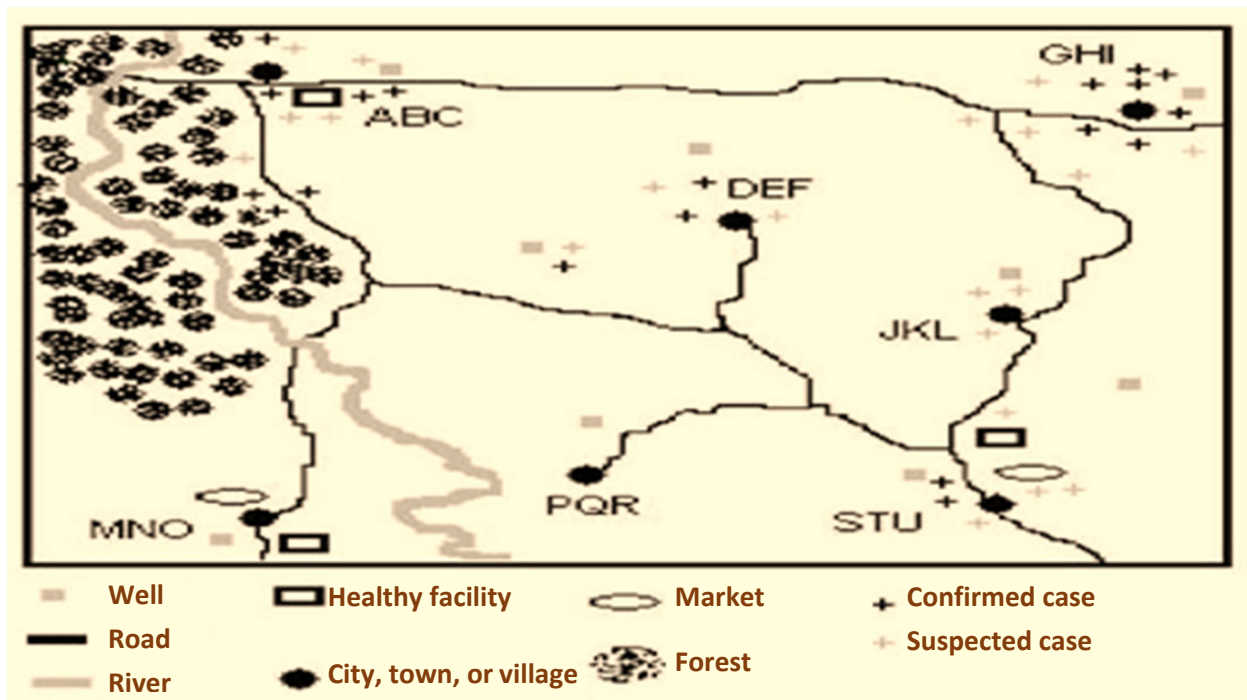 GHI
ABC
DEF
JKL
PQR
STU
MNO
Well
Healthy facility
Market
Confirmed case
Road
Suspected case
River
City, town, or village
Forest